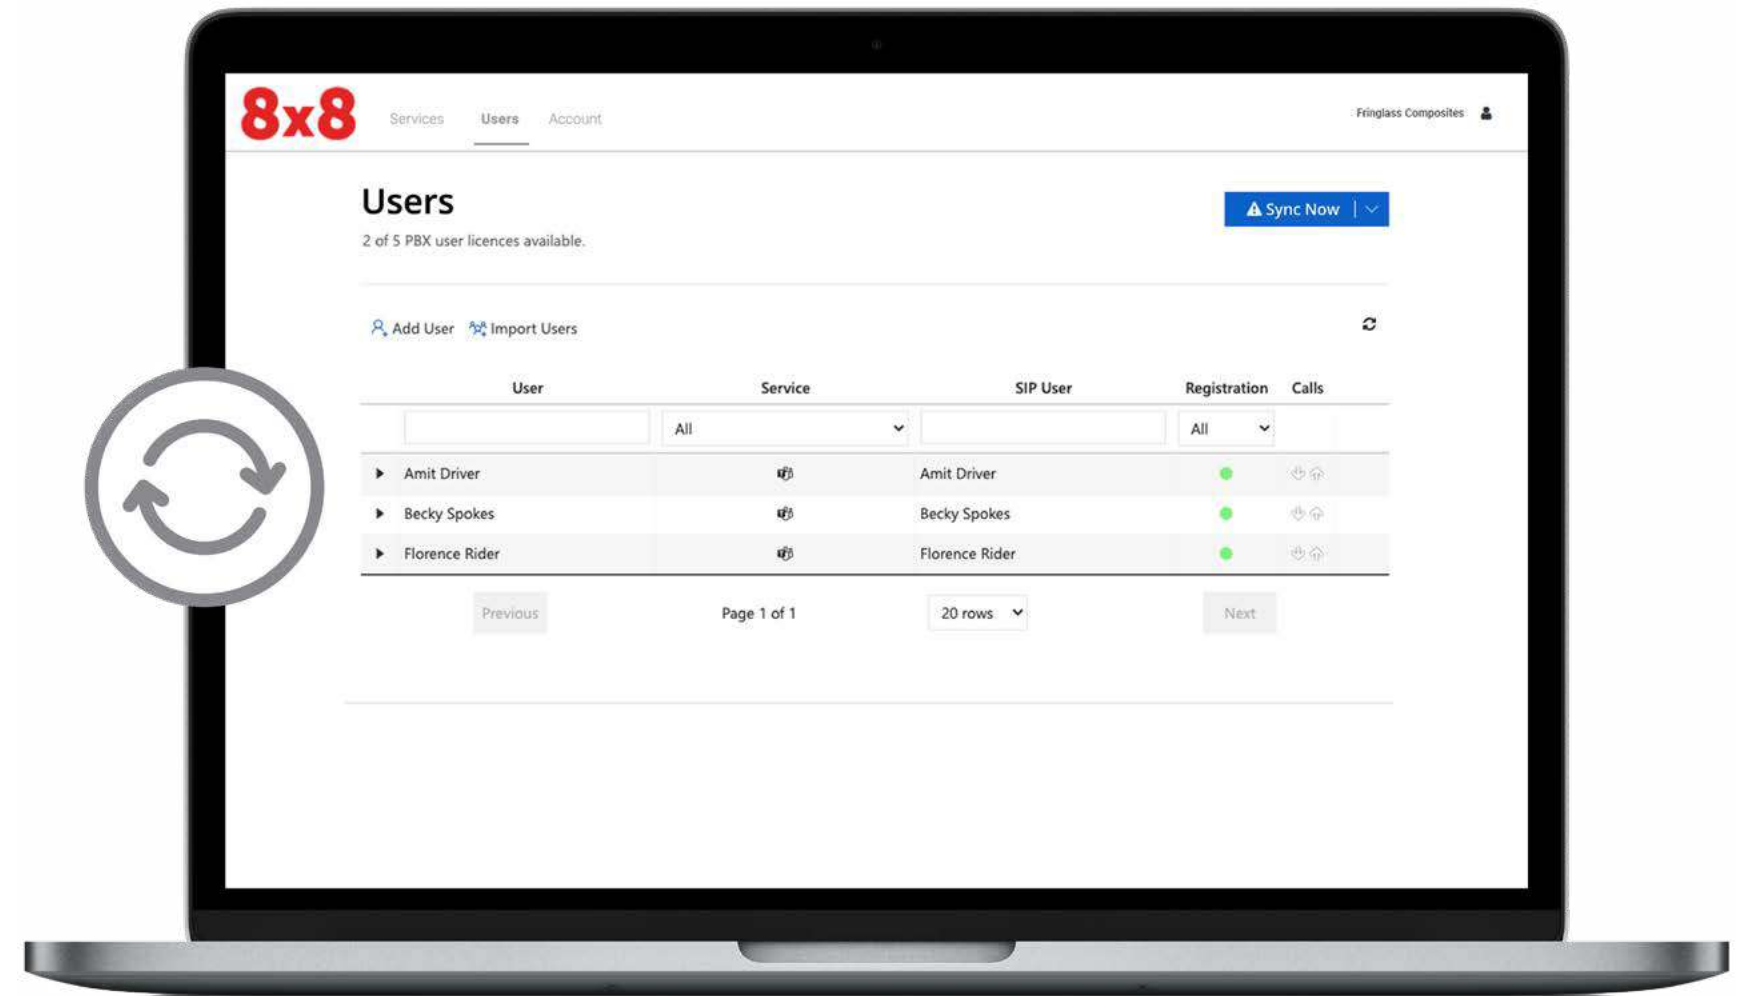 8x8 Services Users Account Fringlass Composites
Users
Sync Now
2 of 5 PBX user licences available.
Add User Import Users
User Service SIP User Registration Calls
All All
Amit Driver Amit Driver
Becky Spokes Becky Spokes
Florence Rider Florence Rider
Previous Page 1 of 1 20 rows Next